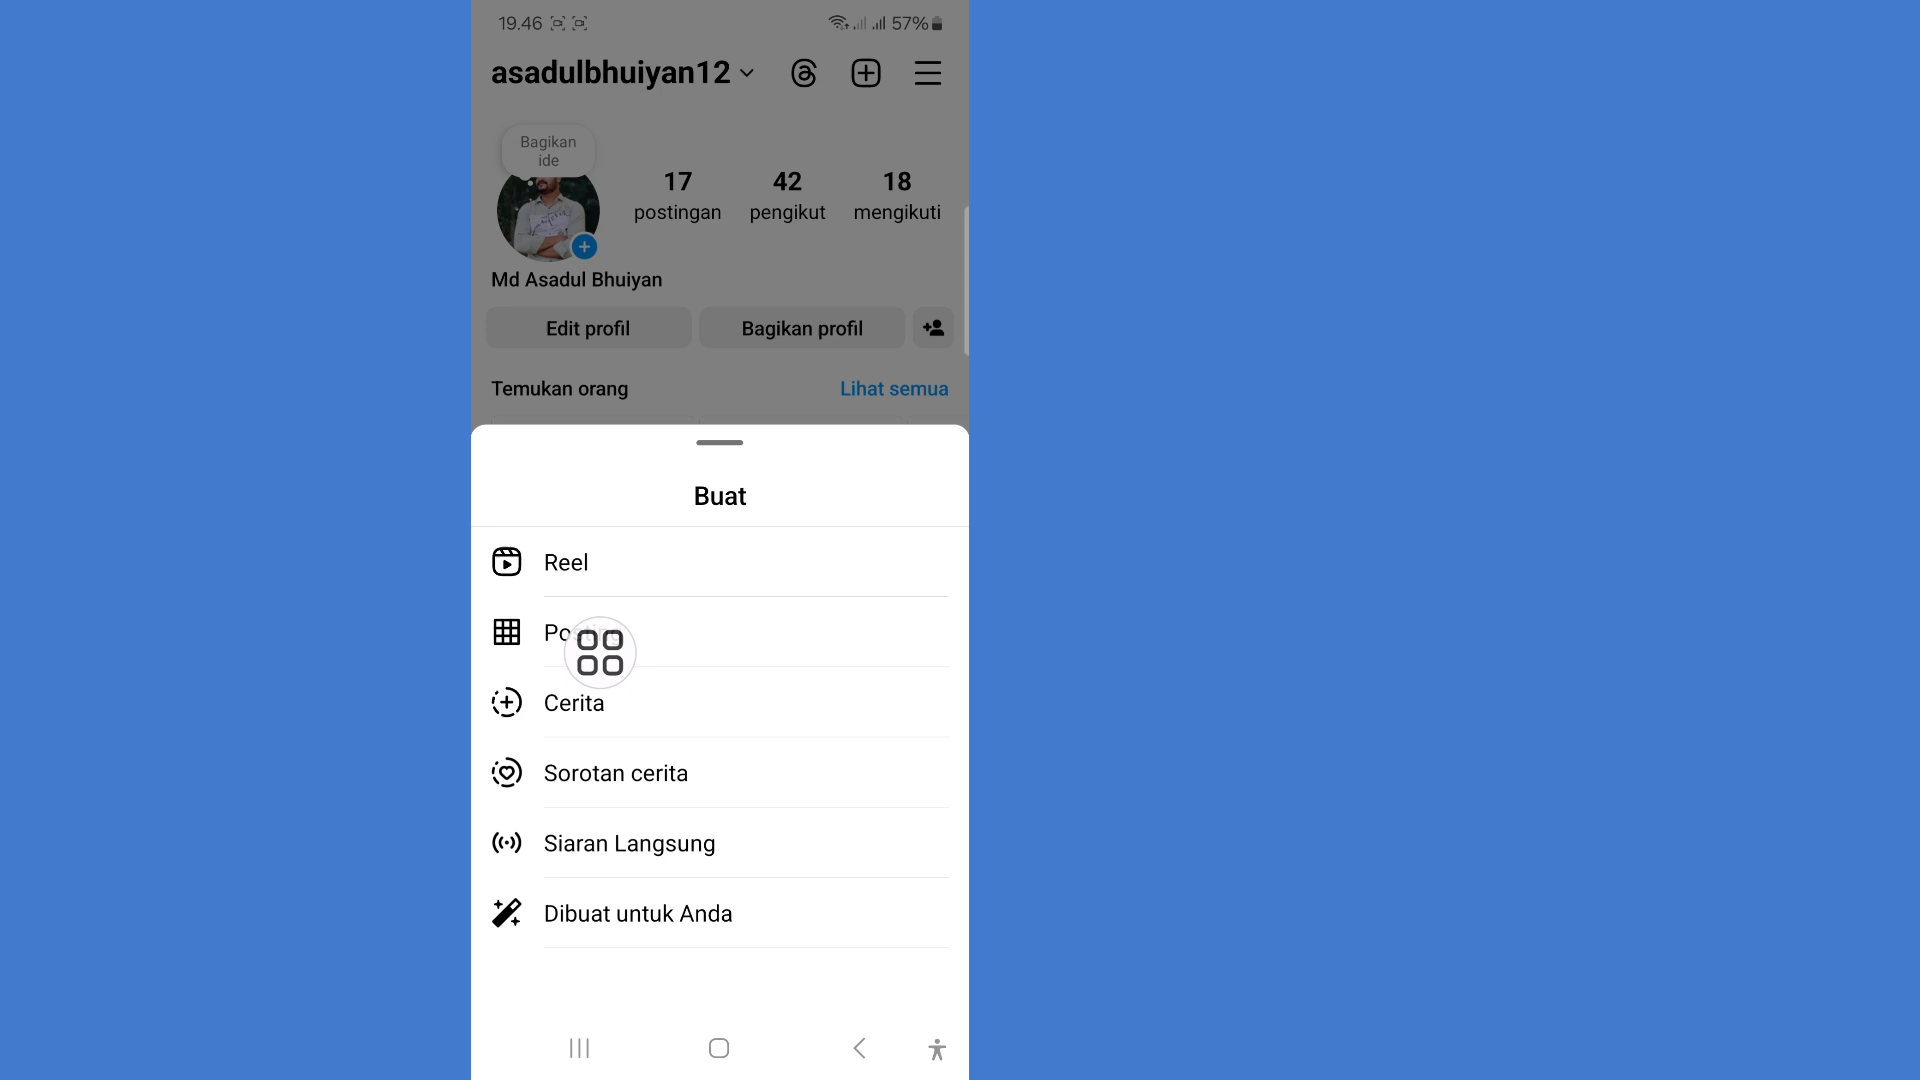 19.46
57%
asadulbhuiyan12
Bagikan
ide
17
42
18
postingan
pengikut
mengikuti
Md Asadul Bhuiyan
Edit profil
Bagikan profil
Temukan orang
Lihat semua
Buat
Reel
Cerita
Sorotan cerita
Siaran Langsung
Dibuat untuk Anda